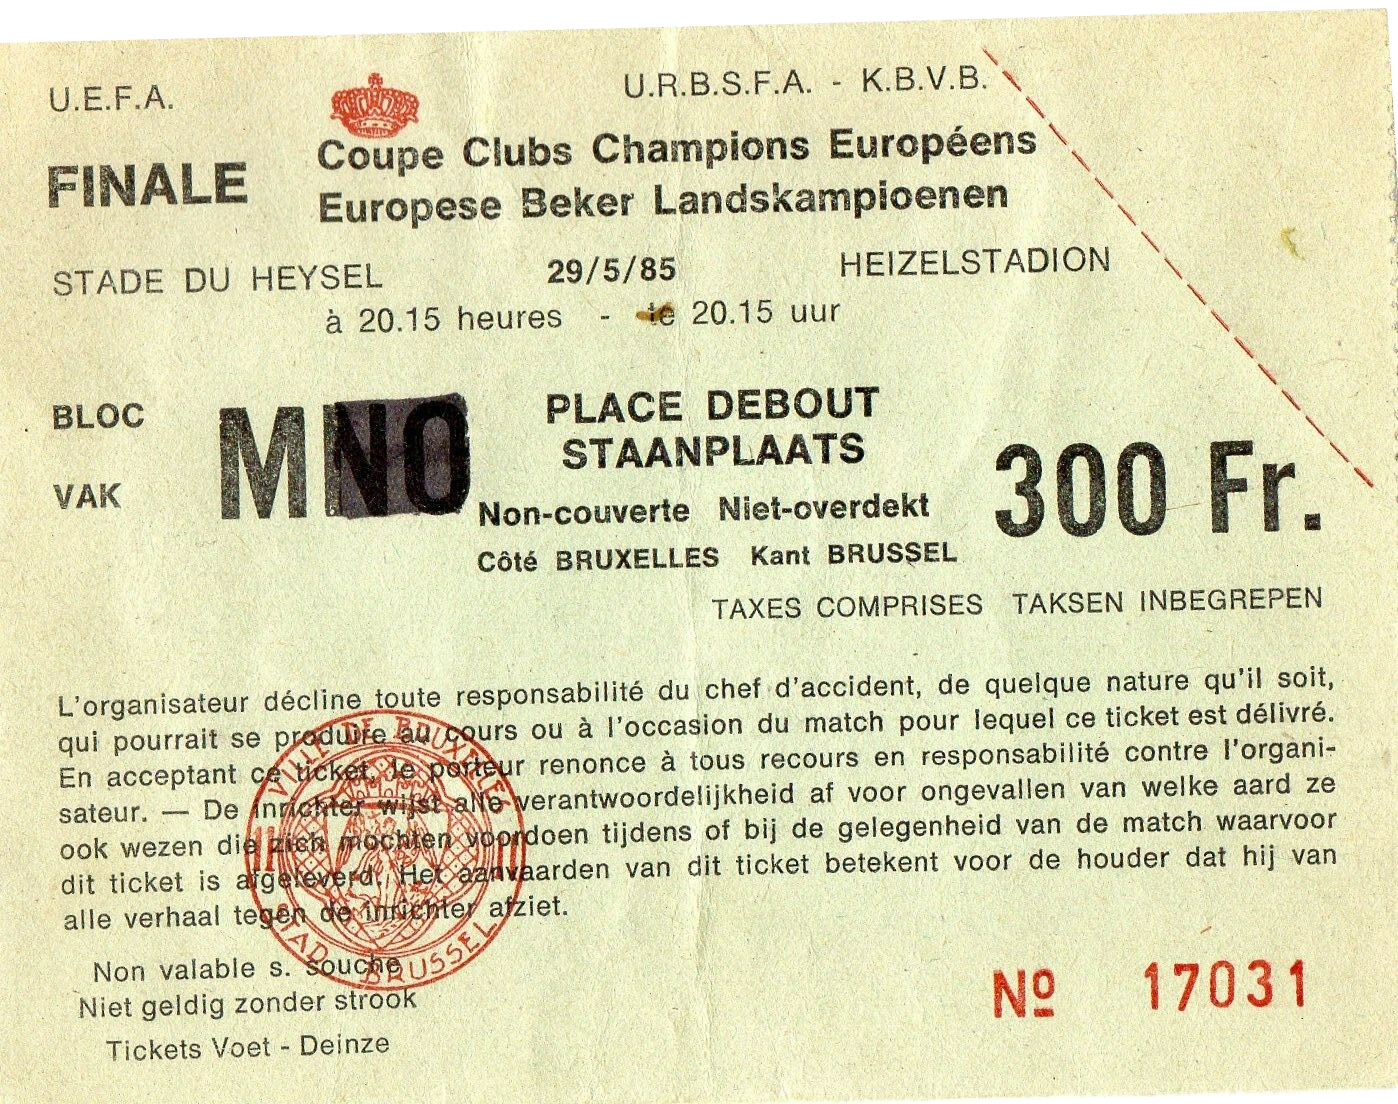 U.E.F.A.
U.R.B.S.F.A. - K.B.V.B.
FINALE
Coupe Clubs Champions Européens
Europese Beker Landskampioenen
STADE DU HEYSEL
29/5/85
HEIZELSTADION
à 20.15 heures - te 20.15 uur
BLOC
VAK
MNO
PLACE DEBOUT
STAANPLAATS
Non-couverte Niet-overdekt
Côté BRUXELLES Kant BRUSSEL
300 Fr.
TAXES COMPRISES TAKSEN INBEGREPEN
L'organisateur décline toute responsabilité du chef d'accident, de quelque nature qu'il soit,
qui pourrait se produire au cours ou à l'occasion du match pour lequel ce ticket est délivré.
En acceptant ce ticket, le porteur renonce à tous recours en responsabilité contre l'organi-
sateur. — De inrichter wijst alle verantwoordelijkheid af voor ongevallen van welke aard ze
ook wezen die zich mochten voordoen tijdens of bij de gelegenheid van de match waarvoor
dit ticket is afgeleverd. Het aanvaarden van dit ticket betekent voor de houder dat hij van
alle verhaal tegen de inrichter afziet.
VILLE DE BRUXELLES
STAD BRUSSEL
Non valable s. souche
Niet geldig zonder strook
Tickets Voet - Deinze
Nº 17031